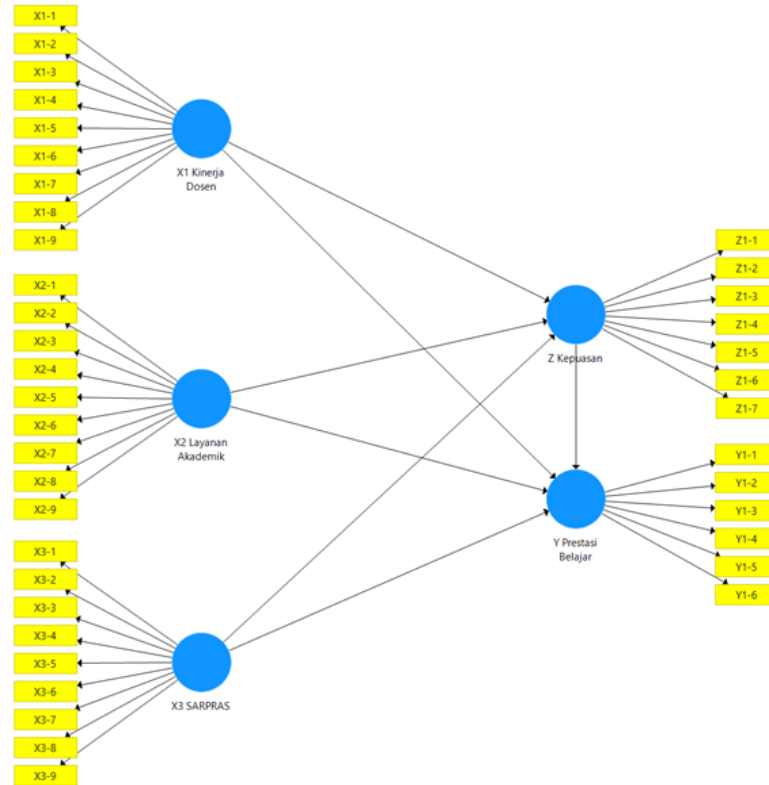 X1-1
X1-2
X1-3
X1-4
X1-5
X1-6
X1-7
X1-8
X1-9
X1 Kinerja
Dosen
X2-1
X2-2
X2-3
X2-4
X2-5
X2-6
X2-7
X2-8
X2-9
X2 Layanan
Akademik
X3-1
X3-2
X3-3
X3-4
X3-5
X3-6
X3-7
X3-8
X3-9
X3 SARPRAS
Z Kepuasan
Z1-1
Z1-2
Z1-3
Z1-4
Z1-5
Z1-6
Z1-7
Y Prestasi
Belajar
Y1-1
Y1-2
Y1-3
Y1-4
Y1-5
Y1-6